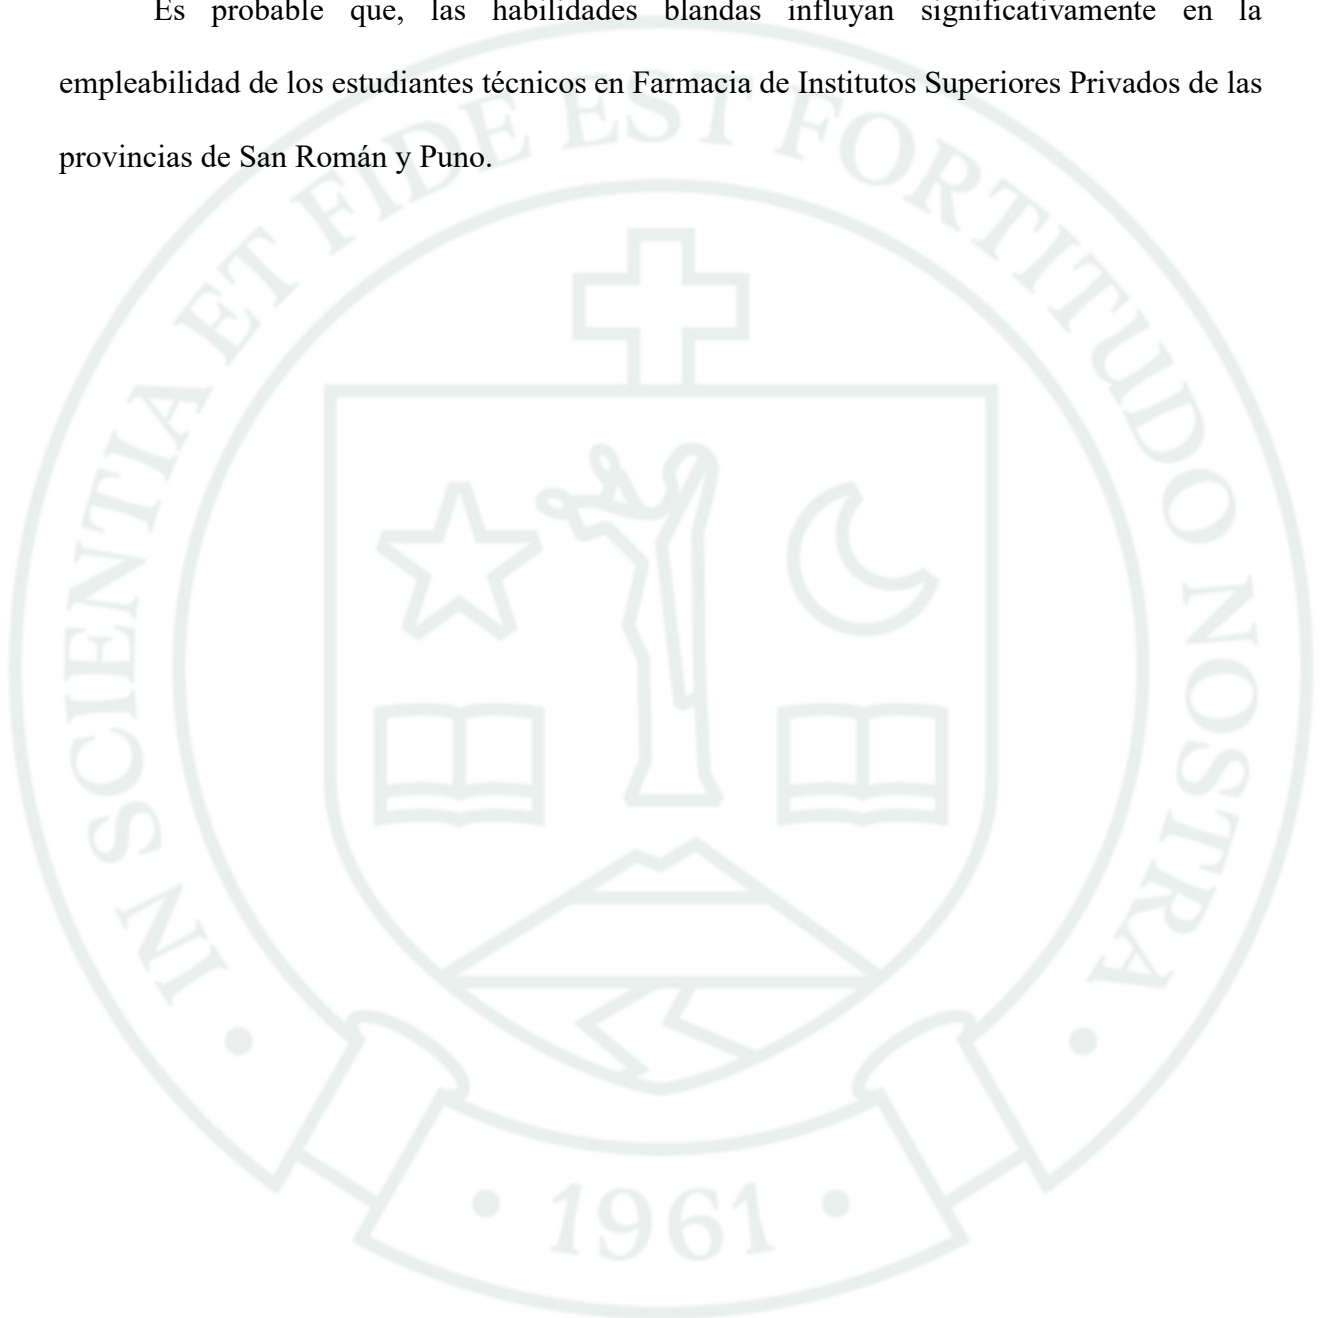 Es probable que, las habilidades blandas influyan significativamente en la
empleabilidad de los estudiantes técnicos en Farmacia de Institutos Superiores Privados de las
provincias de San Román y Puno.
IN SCIENTIA ET FIDE EST FORTITUDO NOSTRA
• 1961 •